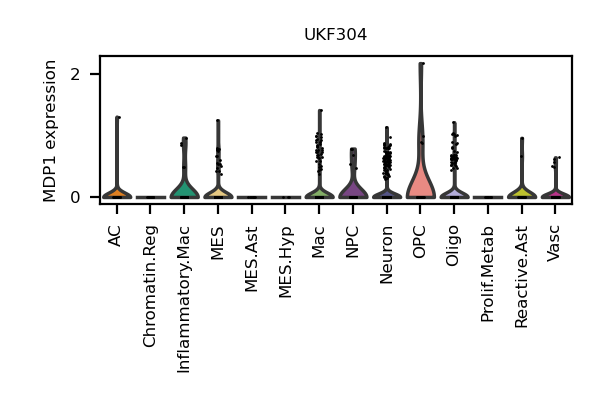 UKF304
MDP1 expression
2
0
AC
Chromatin.Reg
Inflammatory.Mac
MES
MES.Ast
MES.Hyp
Mac
NPC
Neuron
OPC
Oligo
Prolif.Metab
Reactive.Ast
Vasc